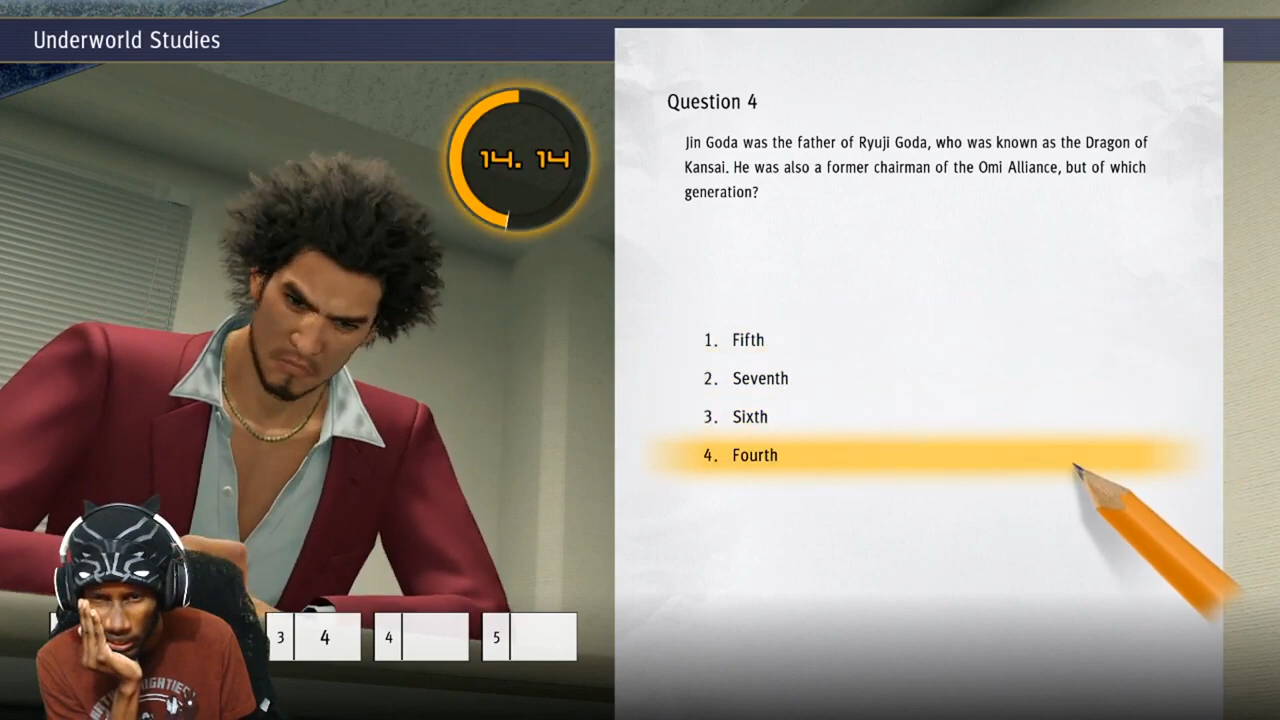 Underworld Studies
14. 14
Question 4
Jin Goda was the father of Ryuji Goda, who was known as the Dragon of
Kansai. He was also a former chairman of the Omi Alliance, but of which
generation?
1. Fifth
2. Seventh
3. Sixth
4. Fourth
3 4 4 5